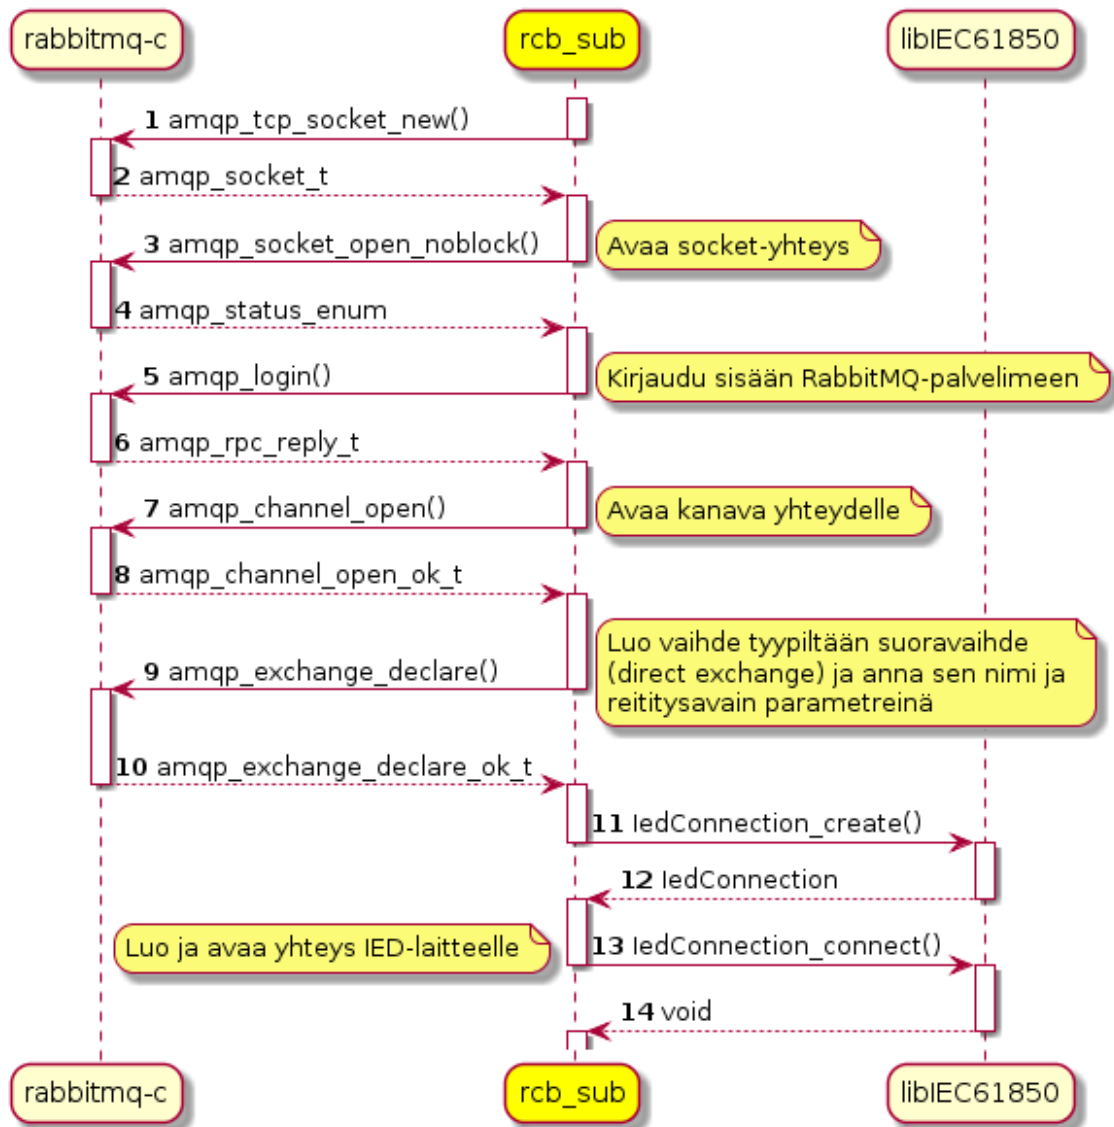 rabbitmq-c
rcb_sub
libIEC61850
1 amqp_tcp_socket_new()
2 amqp_socket_t
3 amqp_socket_open_noblock()
Avaa socket-yhteys
4 amqp_status_enum
5 amqp_login()
Kirjaudu sisään RabbitMQ-palvelimeen
6 amqp_rpc_reply_t
7 amqp_channel_open()
Avaa kanava yhteydelle
8 amqp_channel_open_ok_t
9 amqp_exchange_declare()
Luo vaihde tyypiltään suoravaihde
(direct exchange) ja anna sen nimi ja
reititysavain parametreinä
10 amqp_exchange_declare_ok_t
11 IedConnection_create()
12 IedConnection
Luo ja avaa yhteys IED-laitteelle
13 IedConnection_connect()
14 void
rabbitmq-c
rcb_sub
libIEC61850